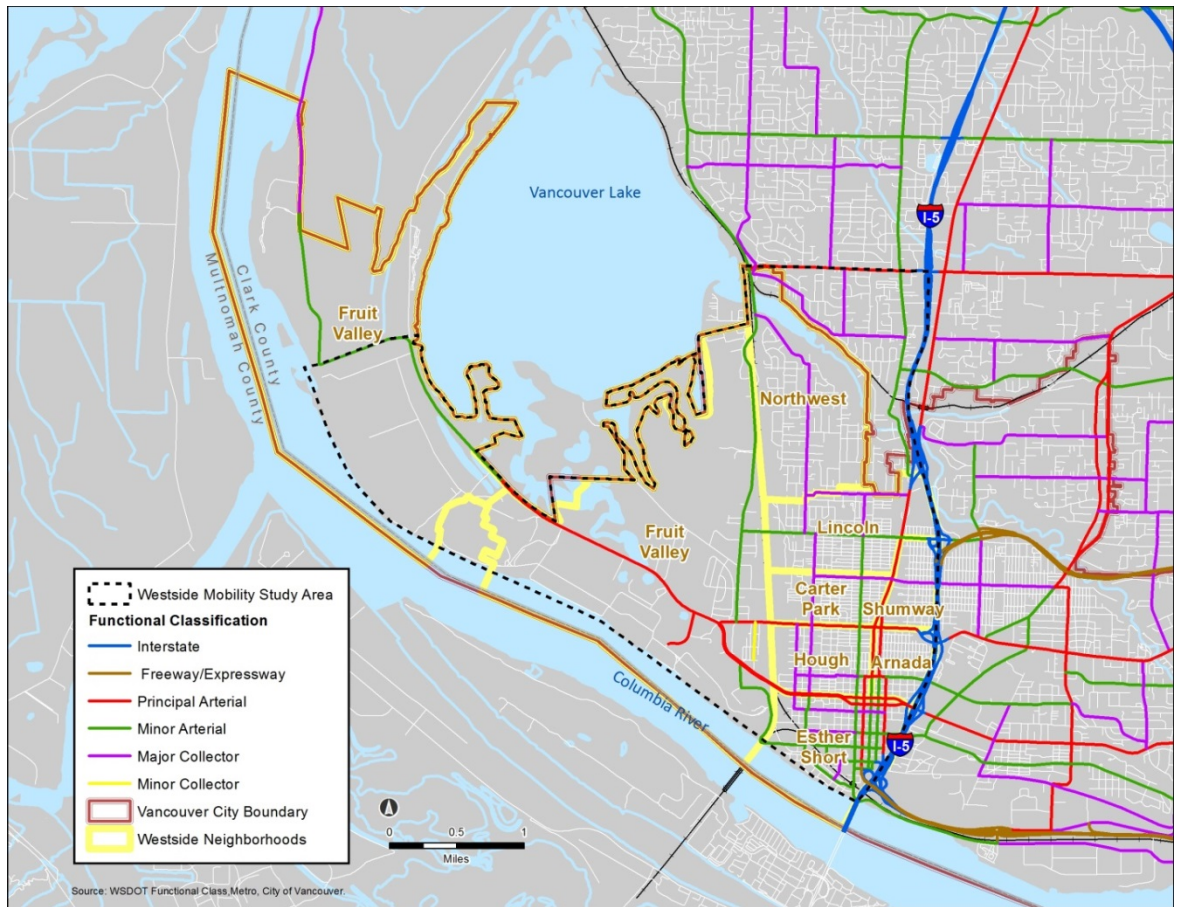 Vancouver Lake
I-5
Clark County
Multnomah County
Fruit
Valley
Northwest
Lincoln
Fruit
Valley
Carter
Park
Shumway
Hough
Arnada
Columbia River
Esther
Short
I-5
Westside Mobility Study Area
Functional Classification
Interstate
Freeway/Expressway
Principal Arterial
Minor Arterial
Major Collector
Minor Collector
Vancouver City Boundary
Westside Neighborhoods
0 0.5 1
Miles
Source: WSDOT Functional Class,Metro, City of Vancouver.